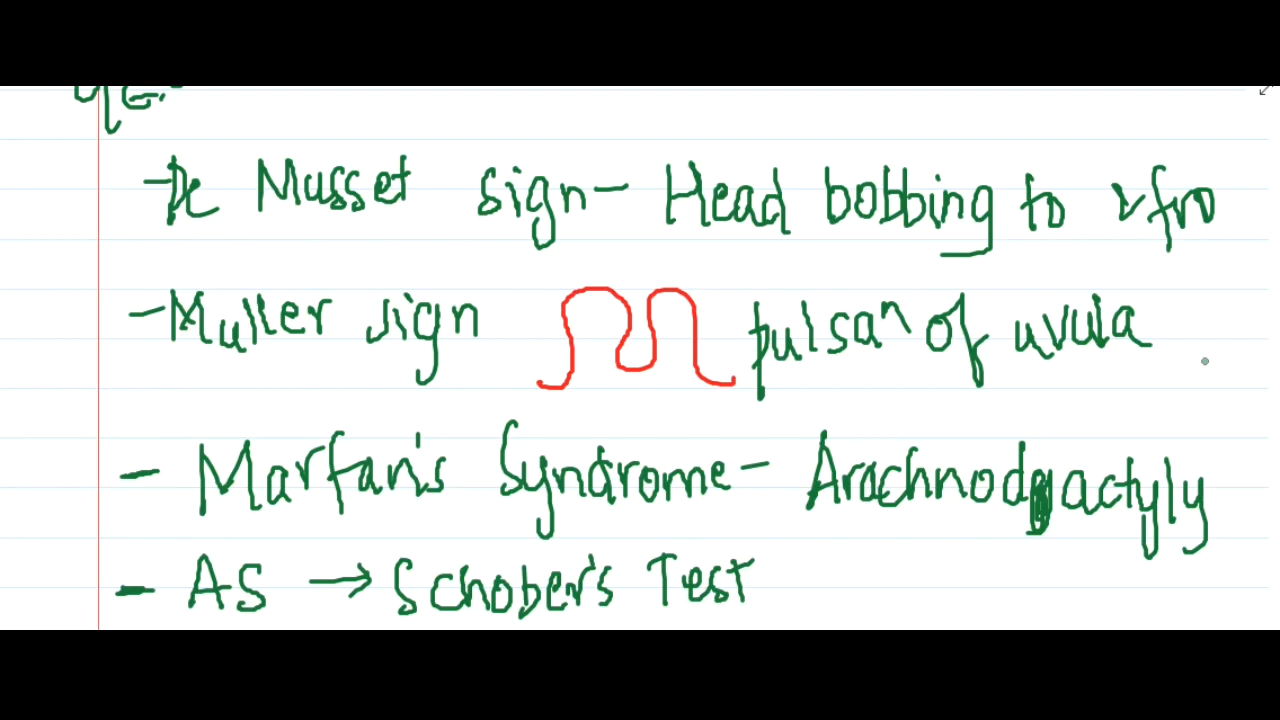 G/E:-
- De Musset sign - Head bobbing to & fro
- Muller sign pulsaⁿ of uvula
- Marfan's Syndrome - Arachnodactyly
- AS → Schober's Test